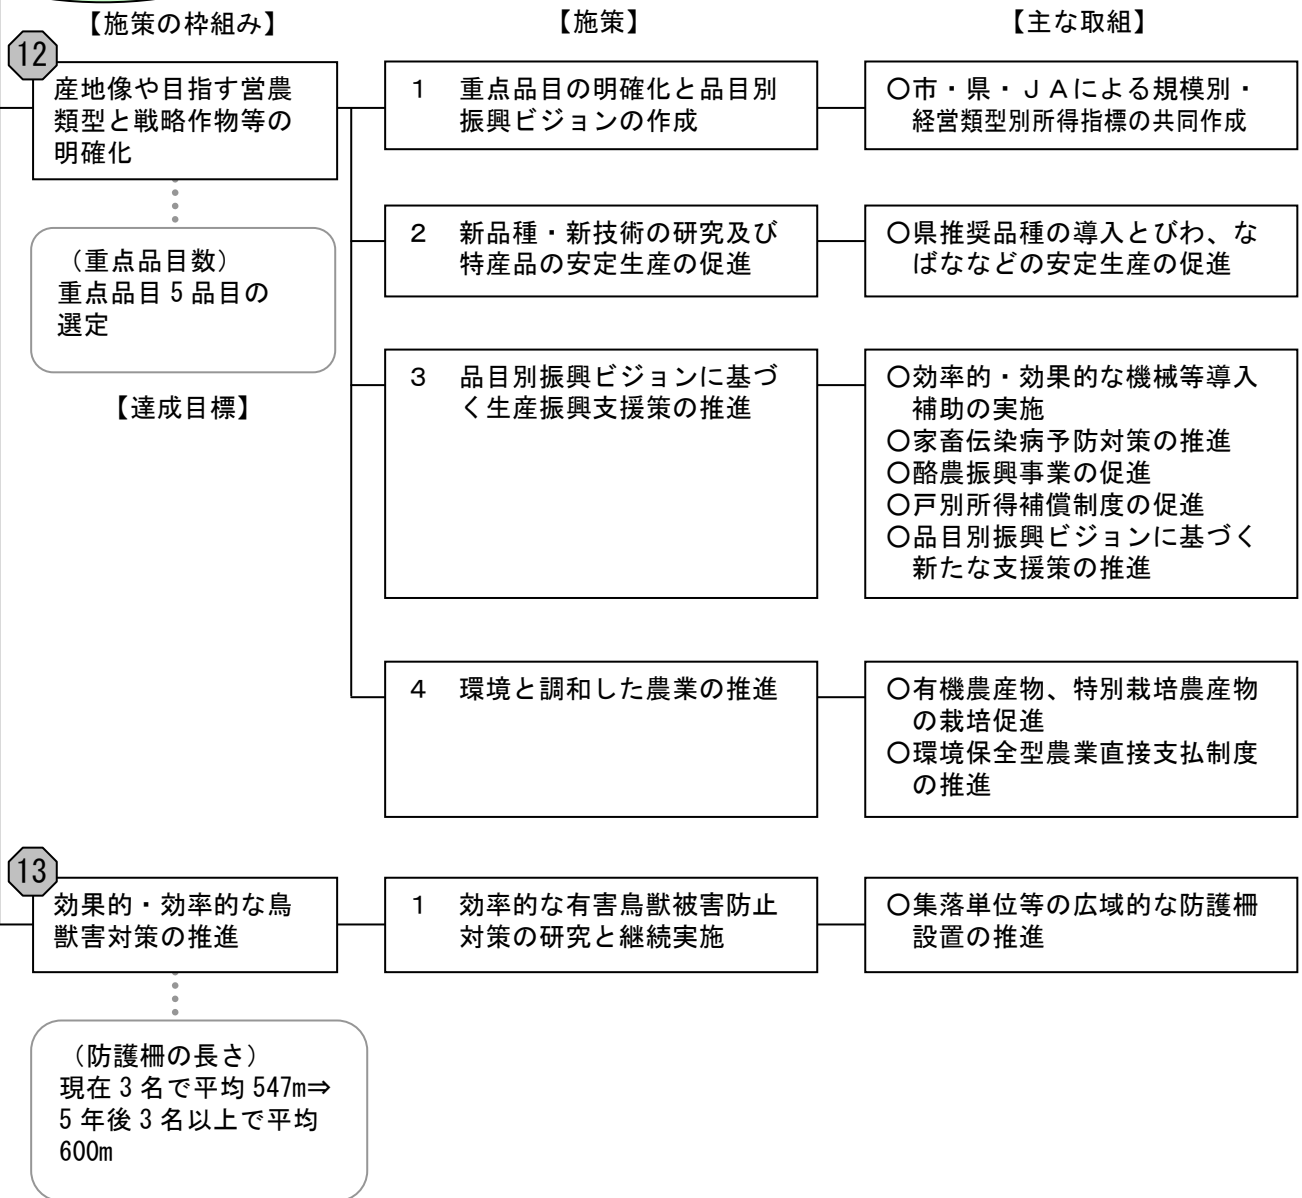 【施策の枠組み】
【施策】
【主な取組】
12
産地像や目指す営農
類型と戦略作物等の
明確化
1 重点品目の明確化と品目別
振興ビジョンの作成
○市・県・ＪＡによる規模別・
経営類型別所得指標の共同作成
（重点品目数）
重点品目5品目の
選定
【達成目標】
2 新品種・新技術の研究及び
特産品の安定生産の促進
○県推奨品種の導入とびわ、な
ばななどの安定生産の促進
3 品目別振興ビジョンに基づ
く生産振興支援策の推進
○効率的・効果的な機械等導入
補助の実施
○家畜伝染病予防対策の推進
○酪農振興事業の促進
○戸別所得補償制度の促進
○品目別振興ビジョンに基づく
新たな支援策の推進
4 環境と調和した農業の推進
○有機農産物、特別栽培農産物
の栽培促進
○環境保全型農業直接支払制度
の推進
13
効果的・効率的な鳥
獣害対策の推進
1 効率的な有害鳥獣被害防止
対策の研究と継続実施
○集落単位等の広域的な防護柵
設置の推進
（防護柵の長さ）
現在3名で平均547m⇒
5年後3名以上で平均
600m